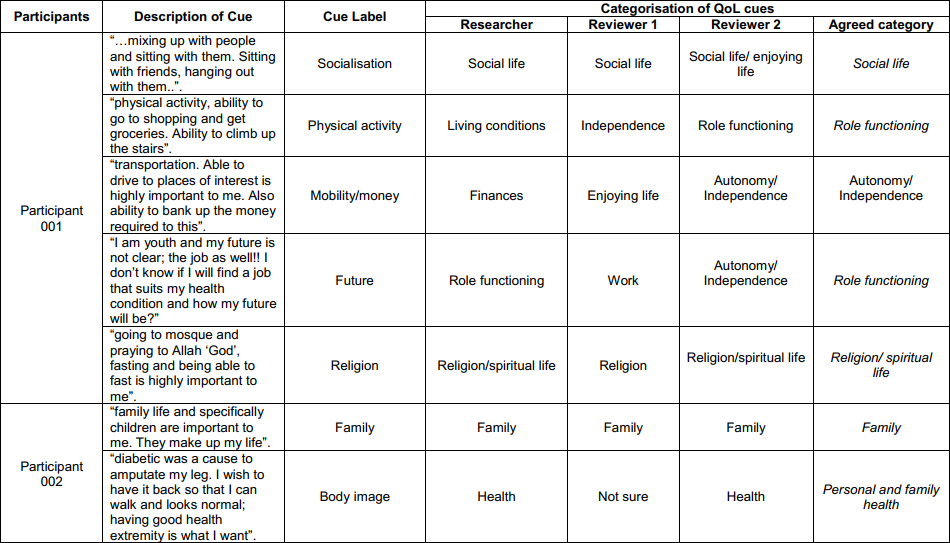 Participants Description of Cue Cue Label Categorisation of QoL cues
Researcher Reviewer 1 Reviewer 2 Agreed category
Participant
001
“…mixing up with people
and sitting with them. Sitting
with friends, hanging out
with them..”.
Socialisation
Social life
Social life
Social life/ enjoying
life
Social life
“physical activity, ability to
go to shopping and get
groceries. Ability to climb up
the stairs”.
Physical activity
Living conditions
Independence
Role functioning
Role functioning
“transportation. Able to
drive to places of interest is
highly important to me. Also
ability to bank up the money
required to this”.
Mobility/money
Finances
Enjoying life
Autonomy/
Independence
Autonomy/
Independence
“I am youth and my future is
not clear; the job as well!! I
don’t know if I will find a job
that suits my health
condition and how my future
will be?”
Future
Role functioning
Work
Autonomy/
Independence
Role functioning
“going to mosque and
praying to Allah ‘God’,
fasting and being able to
fast is highly important to
me”.
Religion
Religion/spiritual life
Religion
Religion/spiritual life
Religion/ spiritual
life
Participant
002
“family life and specifically
children are important to
me. They make up my life”.
Family
Family
Family
Family
Family
“diabetic was a cause to
amputate my leg. I wish to
have it back so that I can
walk and looks normal;
having good health
extremity is what I want”.
Body image
Health
Not sure
Health
Personal and family
health